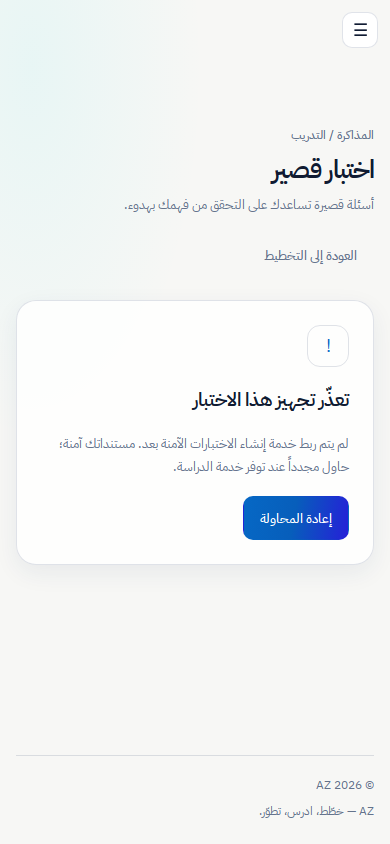 ☰
المذاكرة / التدريب
اختبار قصير
أسئلة قصيرة تساعدك على التحقق من فهمك بهدوء.
العودة إلى التخطيط
!
تعذّر تجهيز هذا الاختبار
لم يتم ربط خدمة إنشاء الاختبارات الآمنة بعد. مستنداتك آمنة؛
حاول مجدداً عند توفر خدمة الدراسة.
إعادة المحاولة
© 2026 AZ
AZ — خطّط، ادرس، تطوّر.